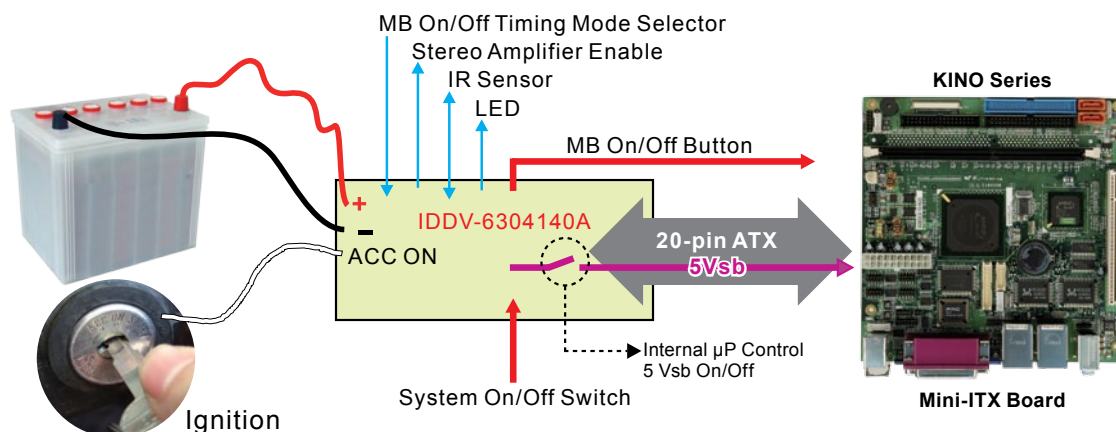 MB On/Off Timing Mode Selector
Stereo Amplifier Enable
IR Sensor
LED
KINO Series
MB On/Off Button
+
IDDV-6304140A
−
ACC ON
20-pin ATX
5Vsb
Internal µP Control
5 Vsb On/Off
System On/Off Switch
Mini-ITX Board
Ignition